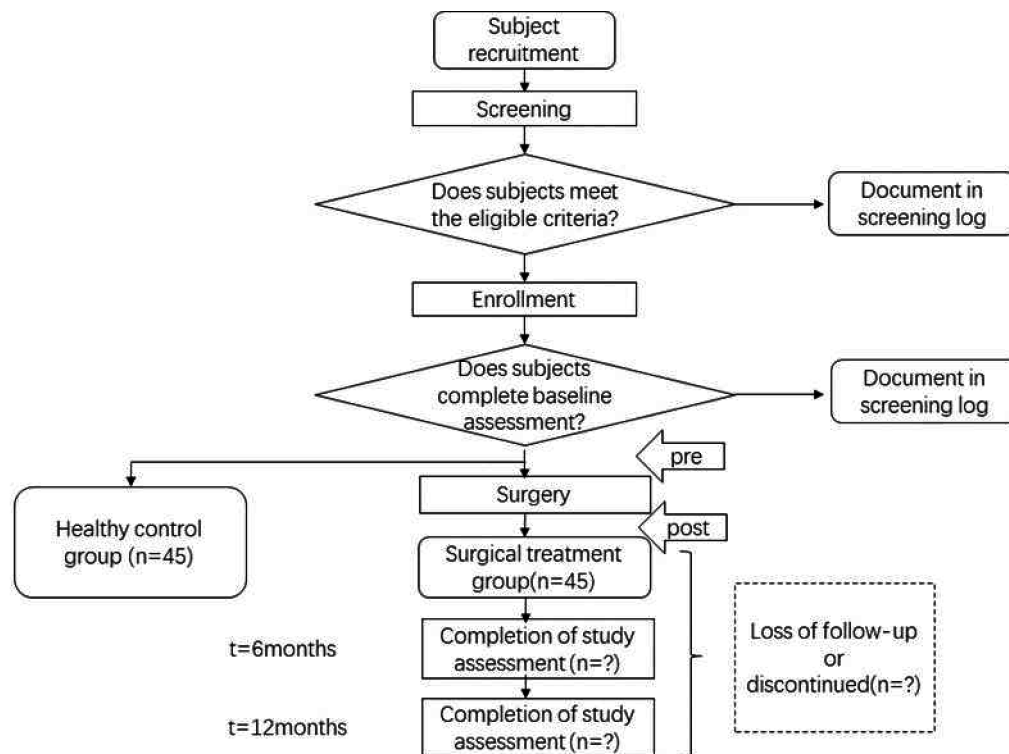 Subject
recruitment
Screening
Does subjects meet
the eligible criteria?
Document in
screening log
Enrollment
Does subjects
complete baseline
assessment?
Document in
screening log
pre
Surgery
post
Healthy control
group (n=45)
Surgical treatment
group(n=45)
t=6months
Completion of study
assessment (n=?)
Loss of follow-up
or
discontinued(n=?)
t=12months
Completion of study
assessment (n=?)